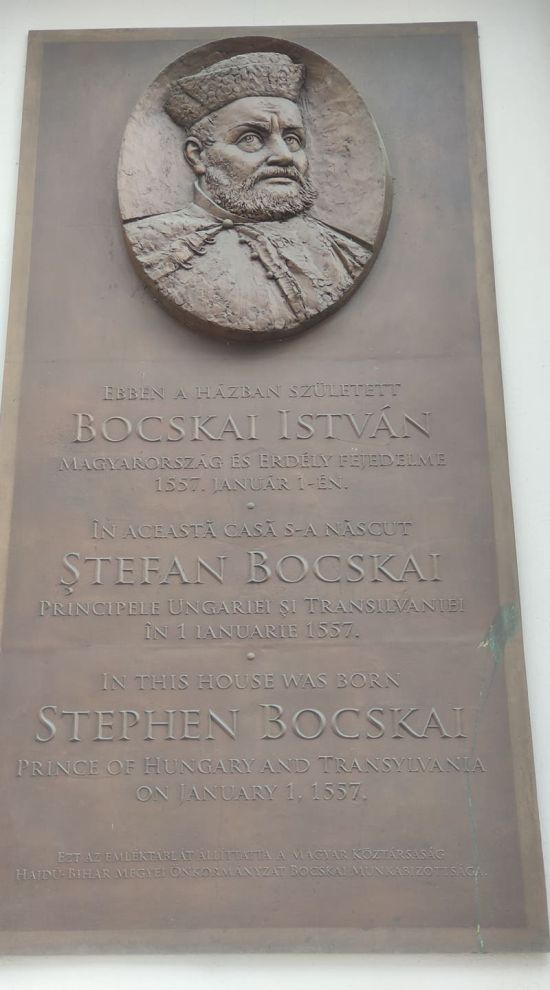 EBBEN A HÁZBAN SZÜLETETT
BOCSKAI ISTVÁN
MAGYARORSZÁG ÉS ERDÉLY FEJEDELME
1557. JANUÁR 1-ÉN.
ÎN ACEASTĂ CASĂ S-A NĂSCUT
ŞTEFAN BOCSKAI
PRINCIPELE UNGARIEI ŞI TRANSILVANIEI
ÎN 1 IANUARIE 1557.
IN THIS HOUSE WAS BORN
STEPHEN BOCSKAI
PRINCE OF HUNGARY AND TRANSYLVANIA
ON JANUARY 1, 1557.
EZT AZ EMLÉKTÁBLÁT ÁLLÍTTATTA A MAGYAR KÖZTÁRSASÁG
HAJDÚ-BIHAR MEGYEI ÖNKORMÁNYZAT BOCSKAI MUNKABIZOTTSÁGA.